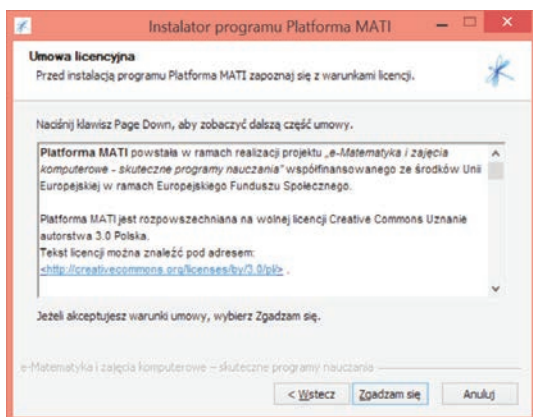 Instalator programu Platforma MATI
Umowa licencyjna
Przed instalacją programu Platforma MATI zapoznaj się z warunkami licencji.
Naciśnij klawisz Page Down, aby zobaczyć dalszą część umowy.
Platforma MATI powstała w ramach realizacji projektu „e-Matematyka i zajęcia
komputerowe - skuteczne programy nauczania" współfinansowanego ze środków Unii
Europejskiej w ramach Europejskiego Funduszu Społecznego.
Platforma MATI jest rozpowszechniana na wolnej licencji Creative Commons Uznanie
autorstwa 3.0 Polska.
Tekst licencji można znaleźć pod adresem:
<http://creativecommons.org/licenses/by/3.0/pl/> .
Jeżeli akceptujesz warunki umowy, wybierz Zgadzam się.
e-Matematyka i zajęcia komputerowe – skuteczne programy nauczania
< Wstecz Zgadzam się Anuluj